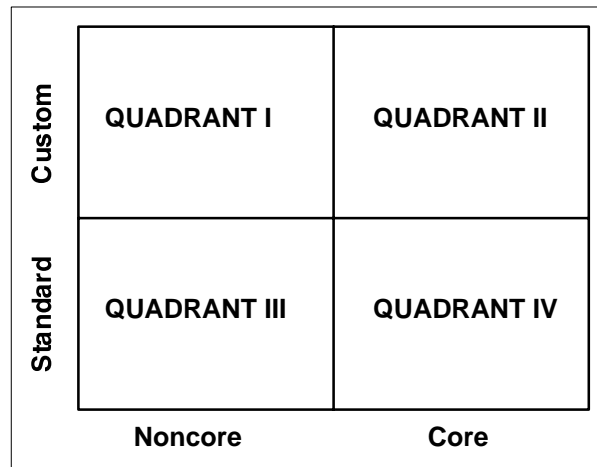 Custom
QUADRANT I
QUADRANT II
Standard
QUADRANT III
QUADRANT IV
Noncore
Core